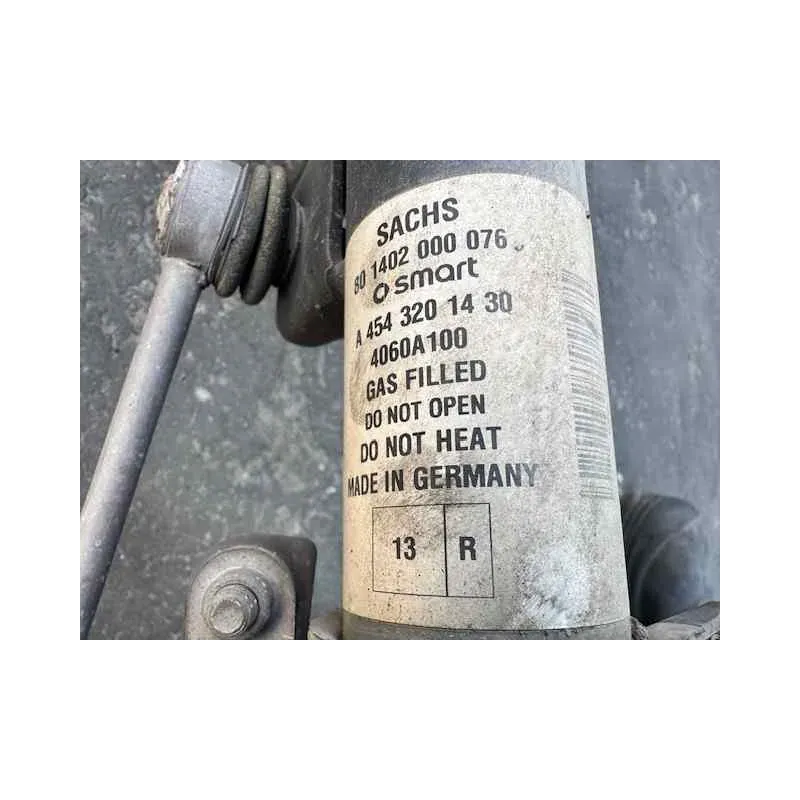 SACHS
80 1402 000 076
smart
A 454 320 14 30
4060A100
GAS FILLED
DO NOT OPEN
DO NOT HEAT
MADE IN GERMANY
13 R